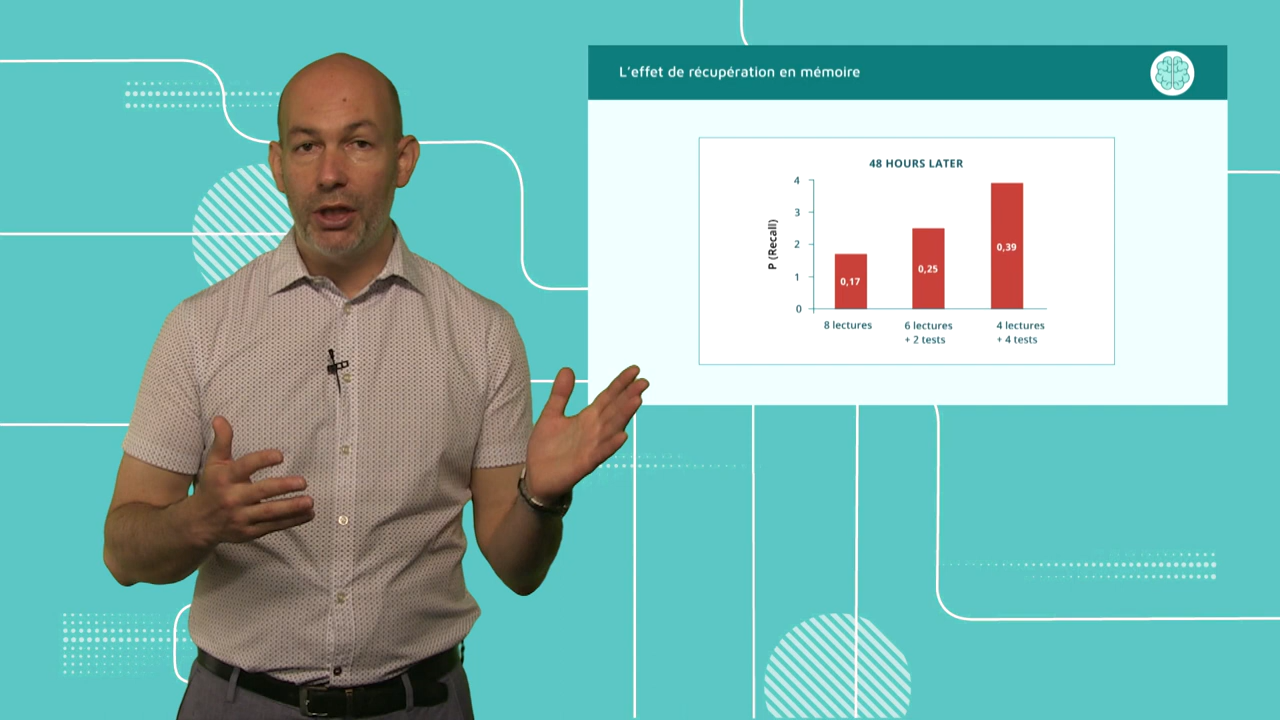 L'effet de récupération en mémoire
48 HOURS LATER
P (Recall)
4
3
2
1
0
0,17
0,25
0,39
8 lectures
6 lectures
+ 2 tests
4 lectures
+ 4 tests